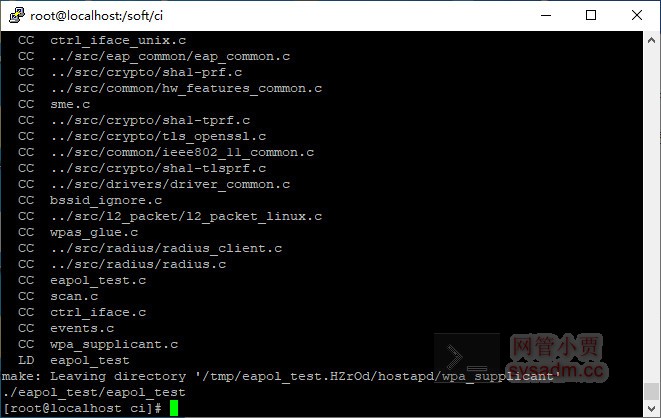 root@localhost:/soft/ci
CC ctrl_iface_unix.c
CC ../src/eap_common/eap_common.c
CC ../src/crypto/sha1-prf.c
CC ../src/common/hw_features_common.c
CC sme.c
CC ../src/crypto/sha1-tprf.c
CC ../src/crypto/tls_openssl.c
CC ../src/common/ieee802_11_common.c
CC ../src/crypto/sha1-tlsprf.c
CC ../src/drivers/driver_common.c
CC bssid_ignore.c
CC ../src/l2_packet/l2_packet_linux.c
CC wpas_glue.c
CC ../src/radius/radius_client.c
CC ../src/radius/radius.c
CC eapol_test.c
CC scan.c
CC ctrl_iface.c
CC events.c
CC wpa_supplicant.c
LD eapol_test
make: Leaving directory '/tmp/eapol_test.HZrOd/hostapd/wpa_supplicant'
./eapol_test/eapol_test
[root@localhost ci]#
网管小贾
sysadm.cc